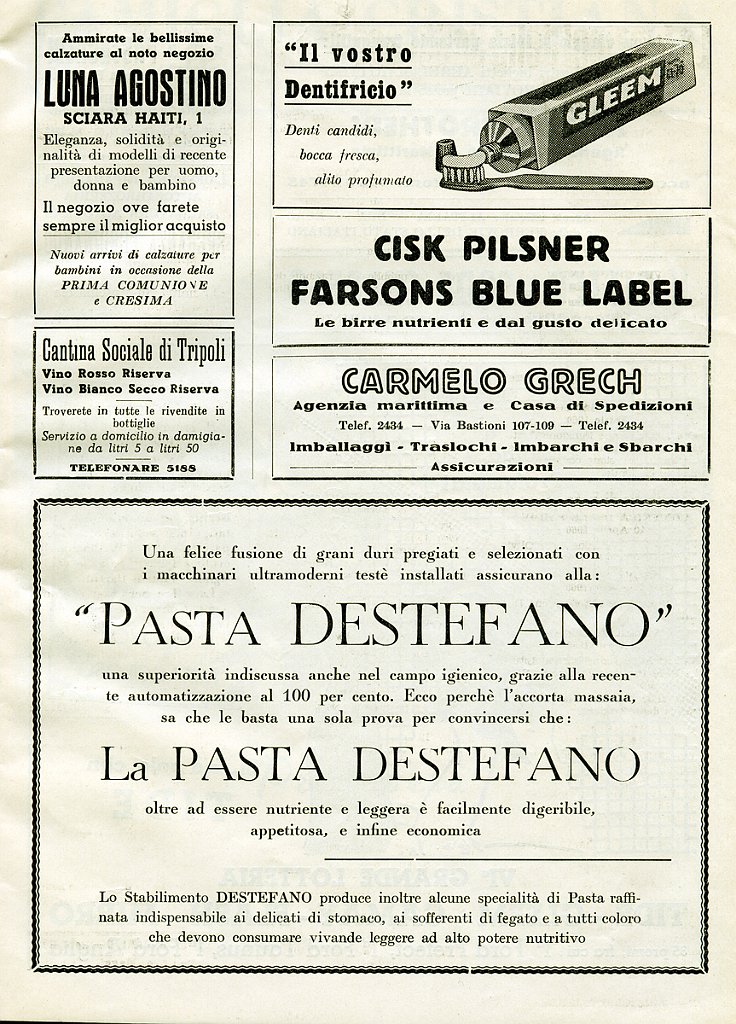 Ammirate le bellissime
calzature al noto negozio
LUNA AGOSTINO
SCIARA HAITI, 1
Eleganza, solidità e origi-
nalità di modelli di recente
presentazione per uomo,
donna e bambino
Il negozio ove farete
sempre il miglior acquisto
Nuovi arrivi di calzature per
bambini in occasione della
PRIMA COMUNIONE
e CRESIMA
Cantina Sociale di Tripoli
Vino Rosso Riserva
Vino Bianco Secco Riserva
Troverete in tutte le rivendite in
bottiglie
Servizio a domicilio in damigia-
ne da litri 5 a litri 50
TELEFONARE 5188
"Il vostro
Dentifricio"
Denti candidi,
bocca fresca,
alito profumato
GLEEM
CISK PILSNER
FARSONS BLUE LABEL
Le birre nutrienti e dal gusto delicato
CARMELO GRECH
Agenzia marittima e Casa di Spedizioni
Telef. 2434 — Via Bastioni 107-109 — Telef. 2434
Imballaggi - Traslochi - Imbarchi e Sbarchi
Assicurazioni
Una felice fusione di grani duri pregiati e selezionati con
i macchinari ultramoderni testè installati assicurano alla:
"PASTA DESTEFANO"
una superiorità indiscussa anche nel campo igienico, grazie alla recen-
te automatizzazione al 100 per cento. Ecco perchè l'accorta massaia,
sa che le basta una sola prova per convincersi che:
La PASTA DESTEFANO
oltre ad essere nutriente e leggera è facilmente digeribile,
appetitosa, e infine economica
Lo Stabilimento DESTEFANO produce inoltre alcune specialità di Pasta raffi-
nata indispensabile ai delicati di stomaco, ai sofferenti di fegato e a tutti coloro
che devono consumare vivande leggere ad alto potere nutritivo